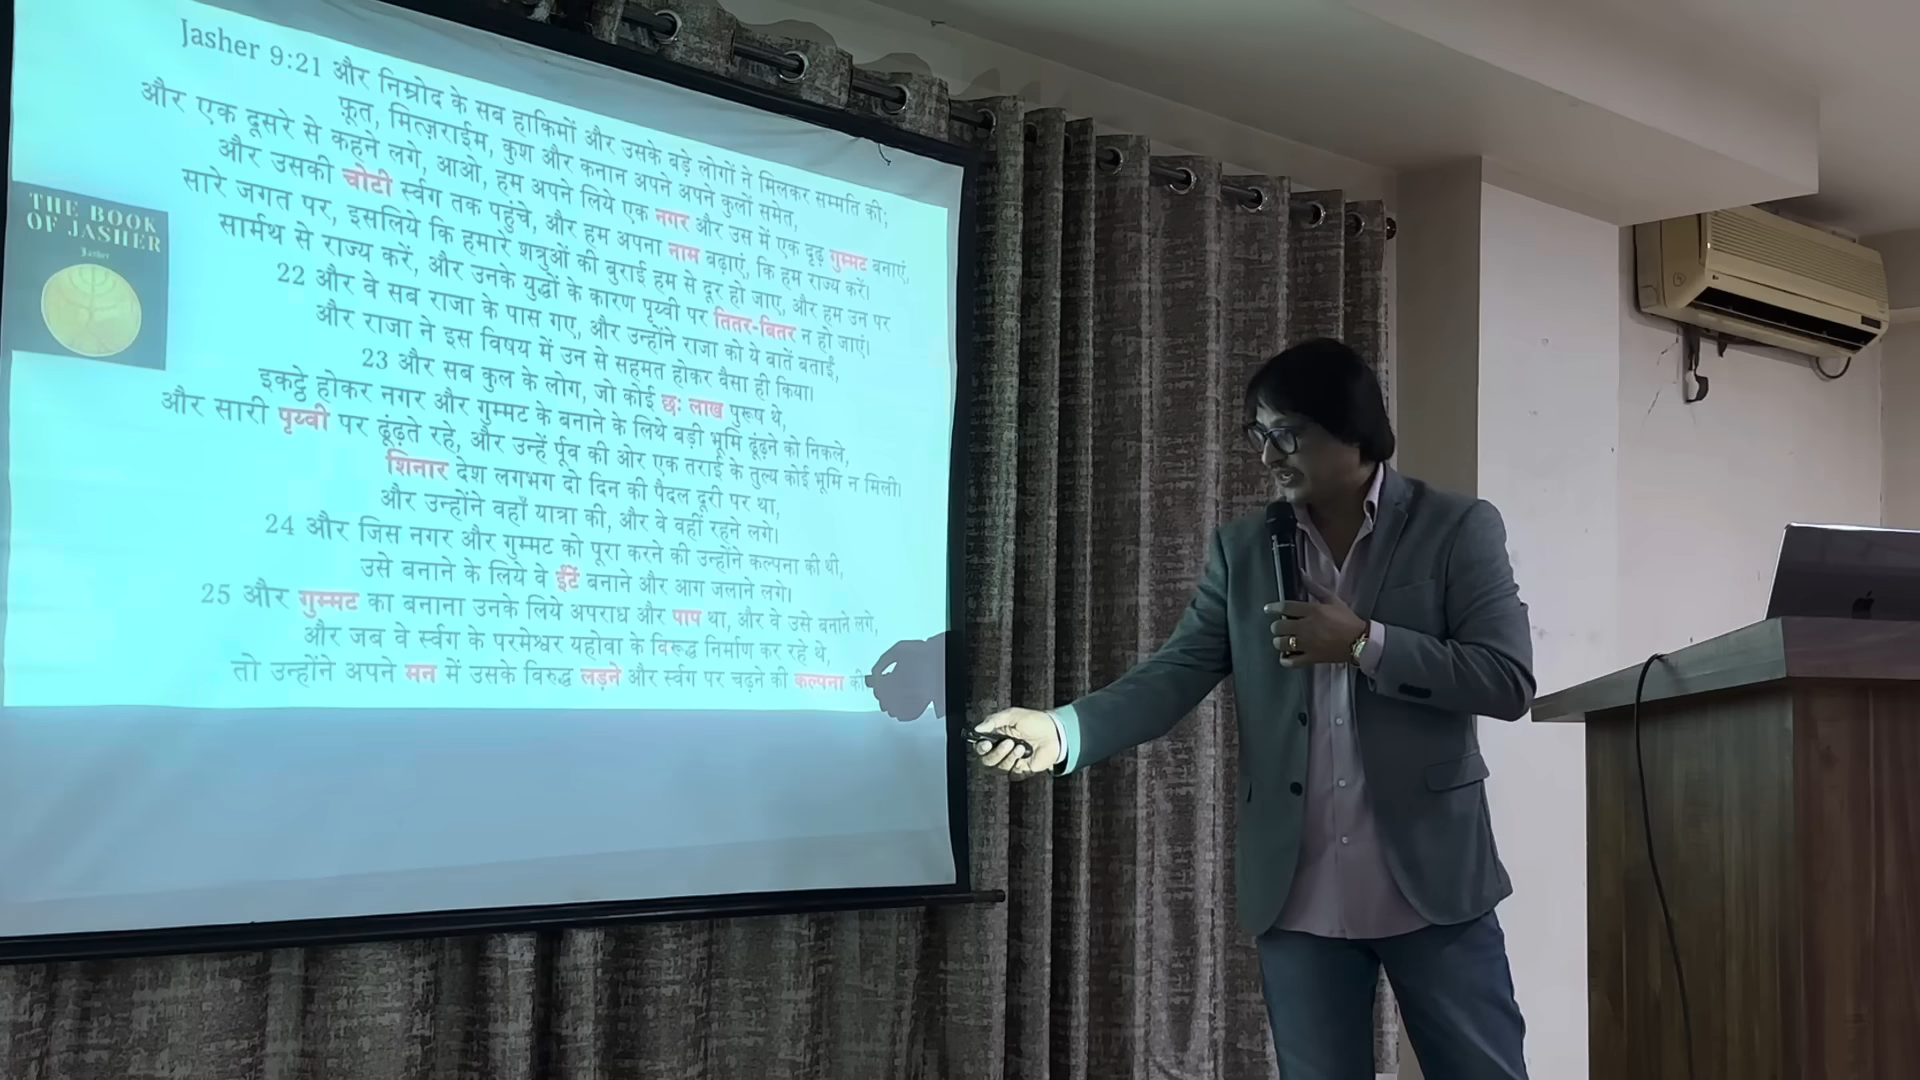 Jasher 9:21 और निम्रोद के सब हाकिमों और उसके बड़े लोगों ने मिलकर सम्मति की;
फ़ूत, मित्ज़राईम, कुश और कनान अपने अपने कुलों समेत,
और एक दूसरे से कहने लगे, आओ, हम अपने लिये एक नगर और उस में एक दृढ़ गुम्मट बनाएं,
और उसकी चोटी र्स्वग तक पहुंचे, और हम अपना नाम बढ़ाएं, कि हम राज्य करें।
सारे जगत पर, इसलिये कि हमारे शत्रुओं की बुराई हम से दूर हो जाए, और हम उन पर
सार्मथ से राज्य करें, और उनके युद्धों के कारण पृय्वी पर तितर-बितर न हो जाएं।
22 और वे सब राजा के पास गए, और उन्होंने राजा को ये बातें बताईं,
और राजा ने इस विषय में उन से सहमत होकर वैसा ही किया।
23 और सब कुल के लोग, जो कोई छः लाख पुरूष थे,
इकट्ठे होकर नगर और गुम्मट के बनाने के लिये बड़ी भूमि ढूंढ़ने को निकले,
और सारी पृय्वी पर ढूंढ़ते रहे, और उन्हें र्पूव की ओर एक तराई के तुल्य कोई भूमि न मिली।
शिनार देश लगभग दो दिन की पैदल दूरी पर था,
और उन्होंने वहाँ यात्रा की, और वे वहीं रहने लगे।
24 और जिस नगर और गुम्मट को पूरा करने की उन्होंने कल्पना की थी,
उसे बनाने के लिये वे ईंटें बनाने और आग जलाने लगे।
25 और गुम्मट का बनाना उनके लिये अपराध और पाप था, और वे उसे बनाने लगे,
और जब वे र्स्वग के परमेश्वर यहोवा के विरूद्ध निर्माण कर रहे थे,
तो उन्होंने अपने मन में उसके विरुद्ध लड़ने और र्स्वग पर चढ़ने की कल्पना की
THE BOOK
OF JASHER
Jasher